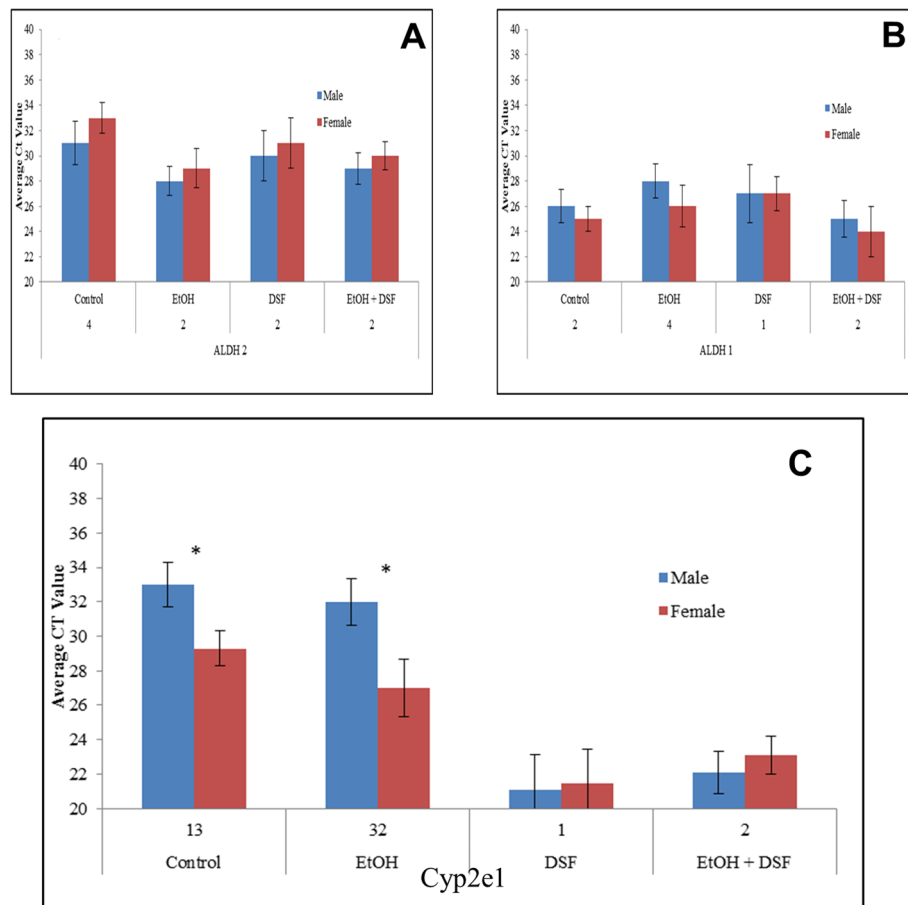 A
40
38
36
34
32
30
28
26
24
22
20
Average Ct Value
Male
Female
Control EtOH DSF EtOH + DSF
4 2 2 2
ALDH 2
B
40
38
36
34
32
30
28
26
24
22
20
Average CT Value
Male
Female
Control EtOH DSF EtOH + DSF
2 4 1 2
ALDH 1
C
40
38
36
34
32
30
28
26
24
22
20
Average CT Value
*
*
Male
Female
13 32 1 2
Control EtOH DSF EtOH + DSF
Cyp2e1